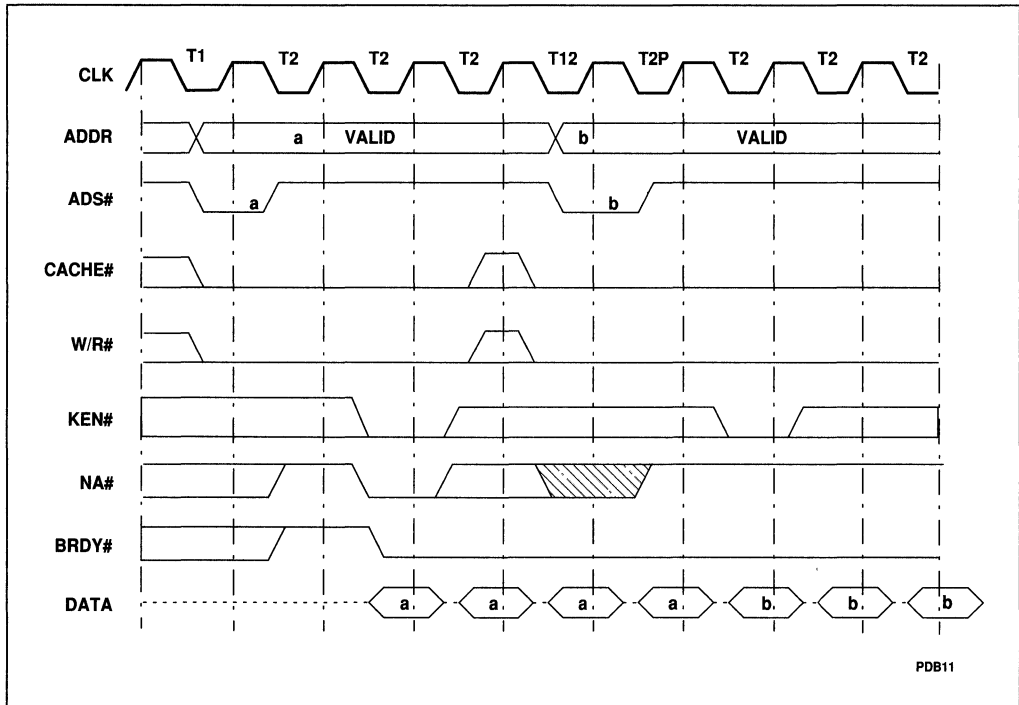 T1 T2 T2 T2 T12 T2P T2 T2 T2
CLK
ADDR a VALID b VALID
ADS# a b
CACHE#
W/R#
KEN#
NA#
BRDY#
DATA a a a a b b b
PDB11